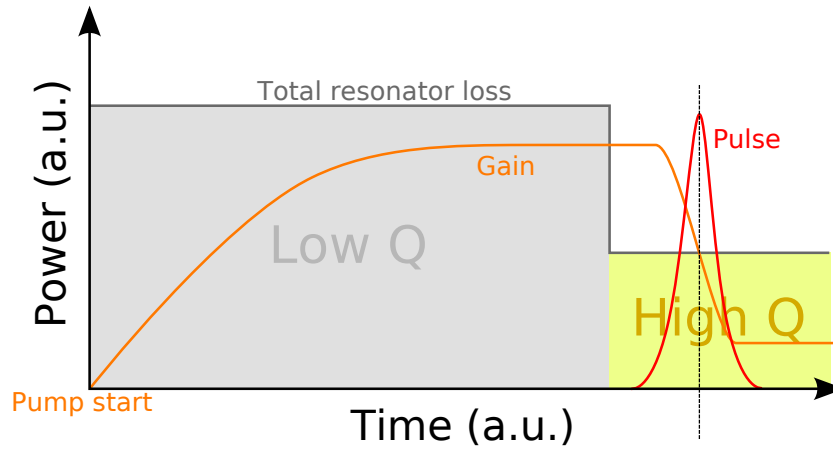 Total resonator loss
Pulse
Gain
Low Q
High Q
Power (a.u.)
Pump start
Time (a.u.)